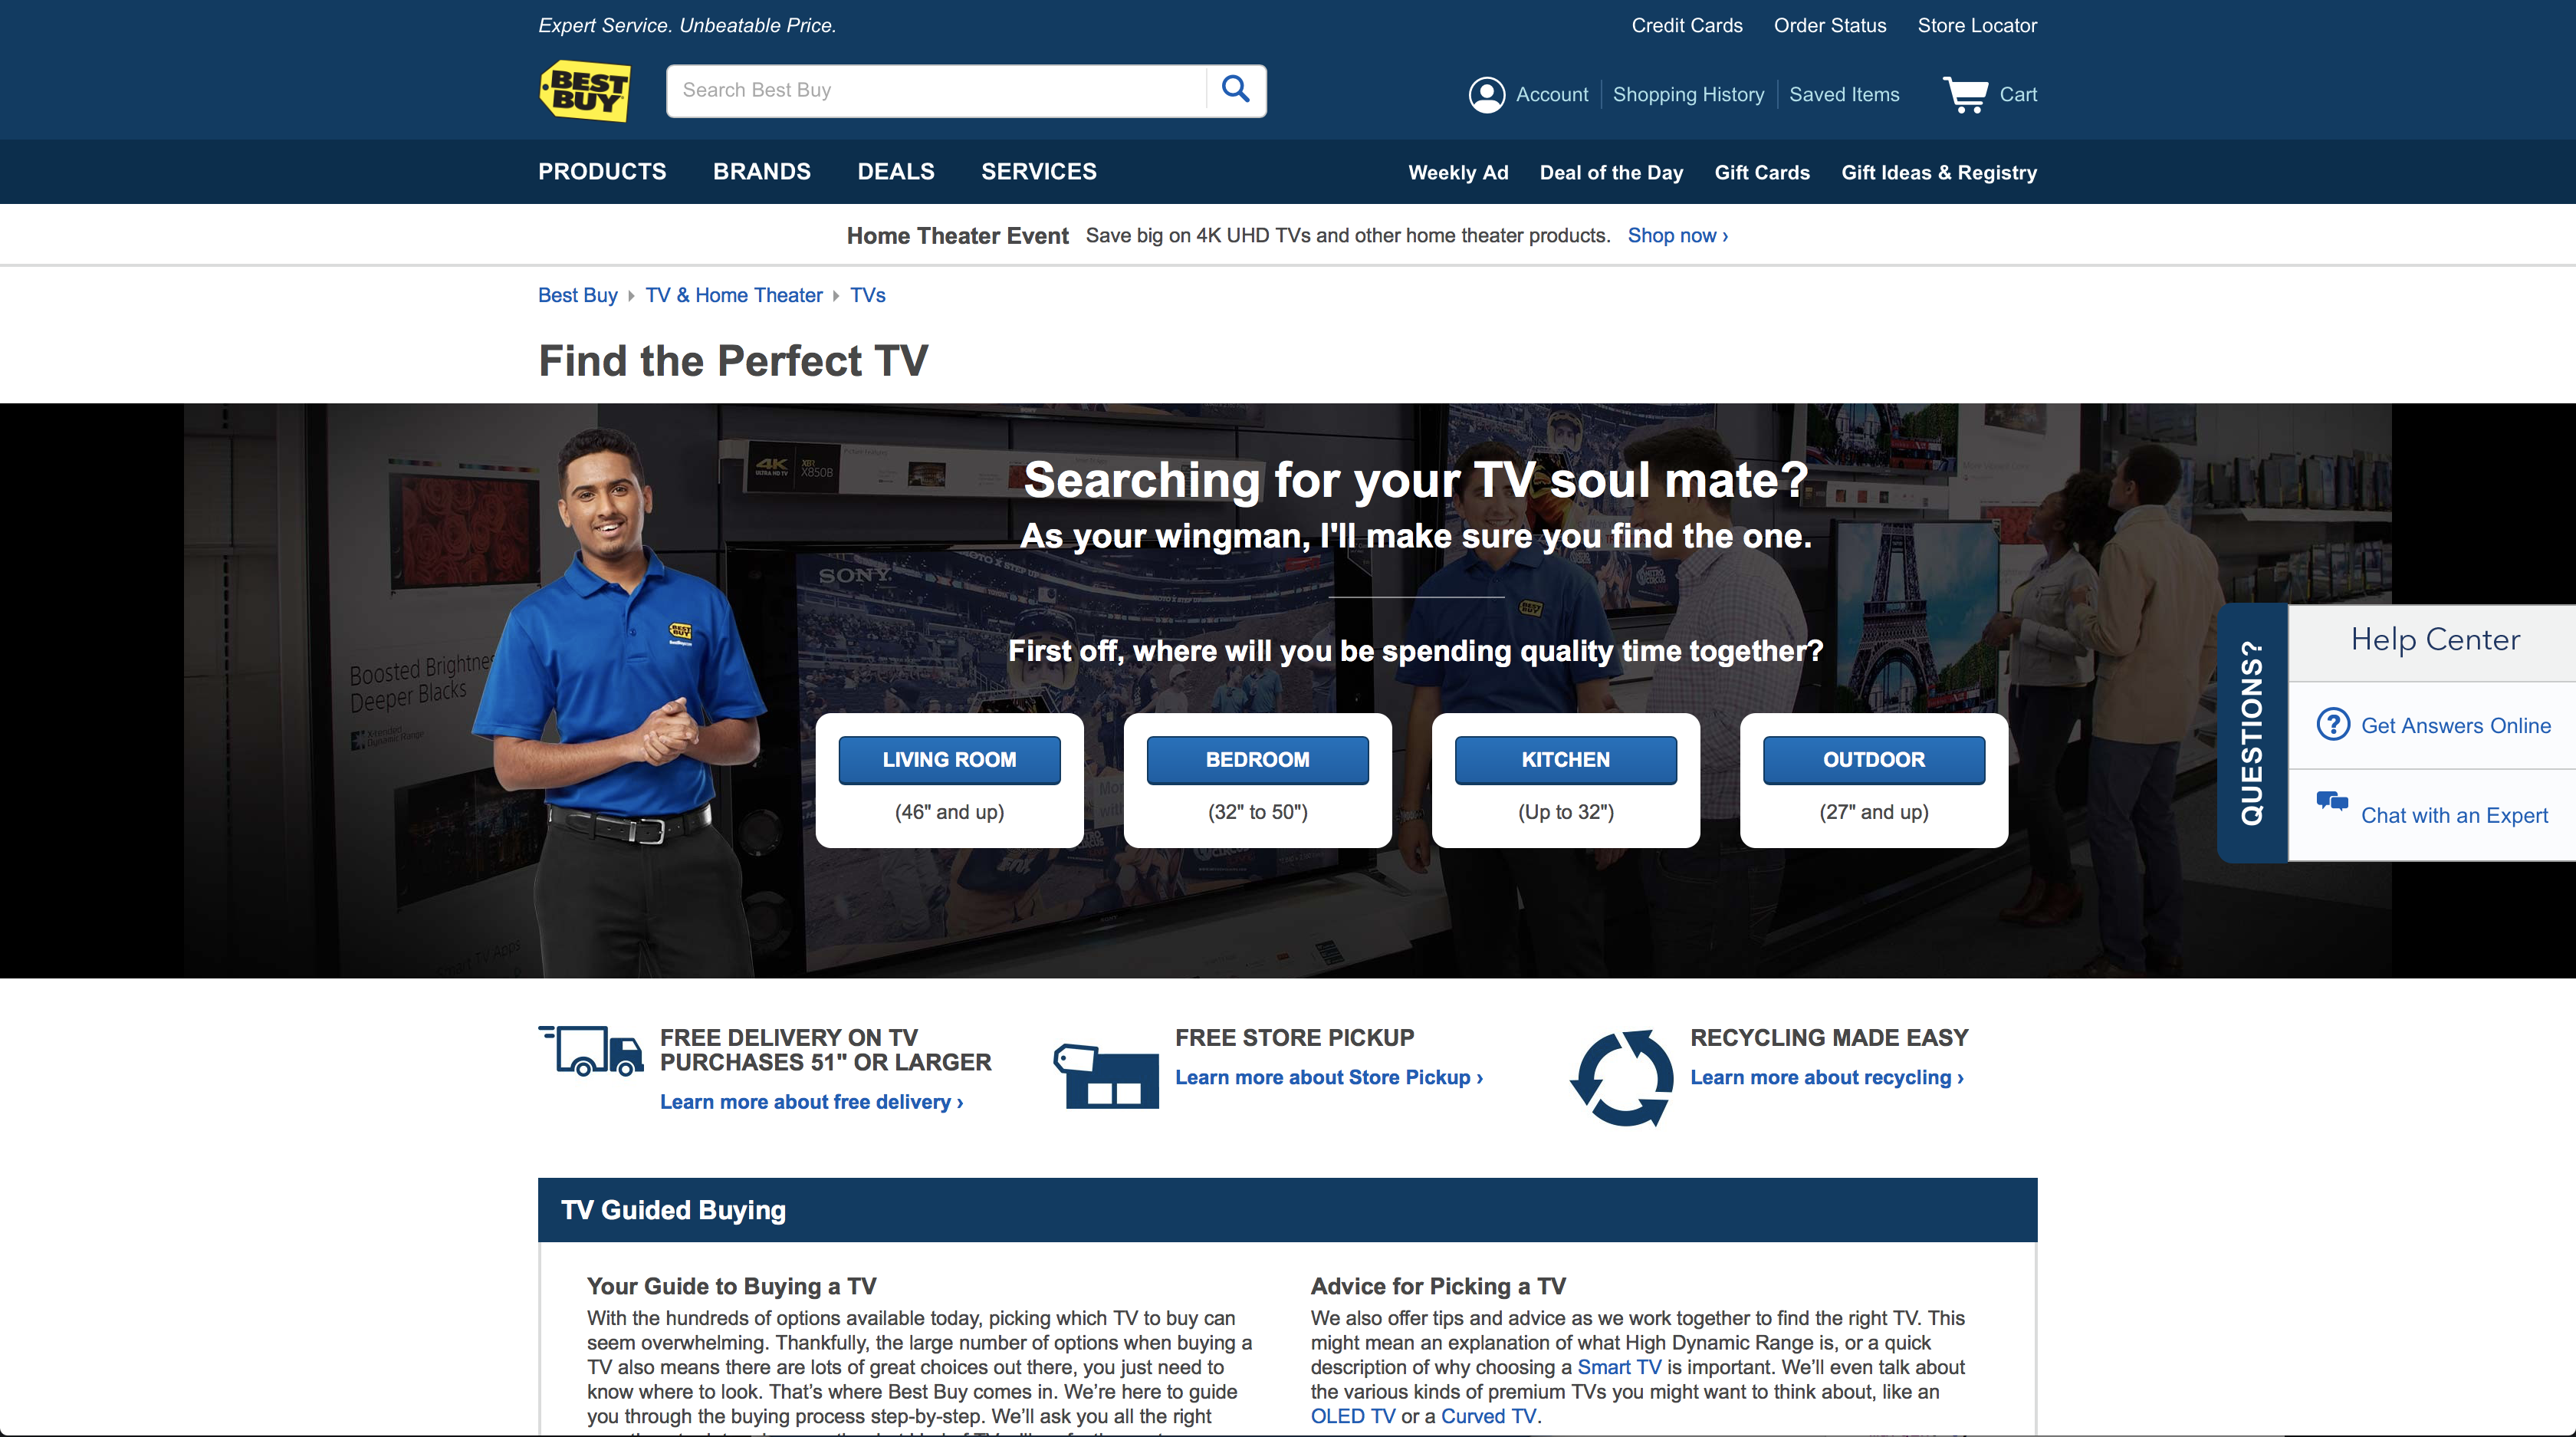 Expert Service. Unbeatable Price.
Credit Cards Order Status Store Locator
BEST BUY
Search Best Buy
Account Shopping History Saved Items Cart
PRODUCTS BRANDS DEALS SERVICES
Weekly Ad Deal of the Day Gift Cards Gift Ideas & Registry
Home Theater Event Save big on 4K UHD TVs and other home theater products. Shop now ›
Best Buy TV & Home Theater TVs
Find the Perfect TV
4K
ULTRA HD TV
X850B
Searching for your TV soul mate?
As your wingman, I'll make sure you find the one.
SONY
BEST BUY
BEST BUY
First off, where will you be spending quality time together?
Deeper Blacks
Dynamic Range
LIVING ROOM
(46" and up)
BEDROOM
(32" to 50")
KITCHEN
(Up to 32")
OUTDOOR
(27" and up)
QUESTIONS?
Help Center
Get Answers Online
Chat with an Expert
FREE DELIVERY ON TV
PURCHASES 51" OR LARGER
Learn more about free delivery ›
FREE STORE PICKUP
Learn more about Store Pickup ›
RECYCLING MADE EASY
Learn more about recycling ›
TV Guided Buying
Your Guide to Buying a TV
With the hundreds of options available today, picking which TV to buy can
seem overwhelming. Thankfully, the large number of options when buying a
TV also means there are lots of great choices out there, you just need to
know where to look. That’s where Best Buy comes in. We’re here to guide
you through the buying process step-by-step. We’ll ask you all the right
Advice for Picking a TV
We also offer tips and advice as we work together to find the right TV. This
might mean an explanation of what High Dynamic Range is, or a quick
description of why choosing a Smart TV is important. We’ll even talk about
the various kinds of premium TVs you might want to think about, like an
OLED TV or a Curved TV.